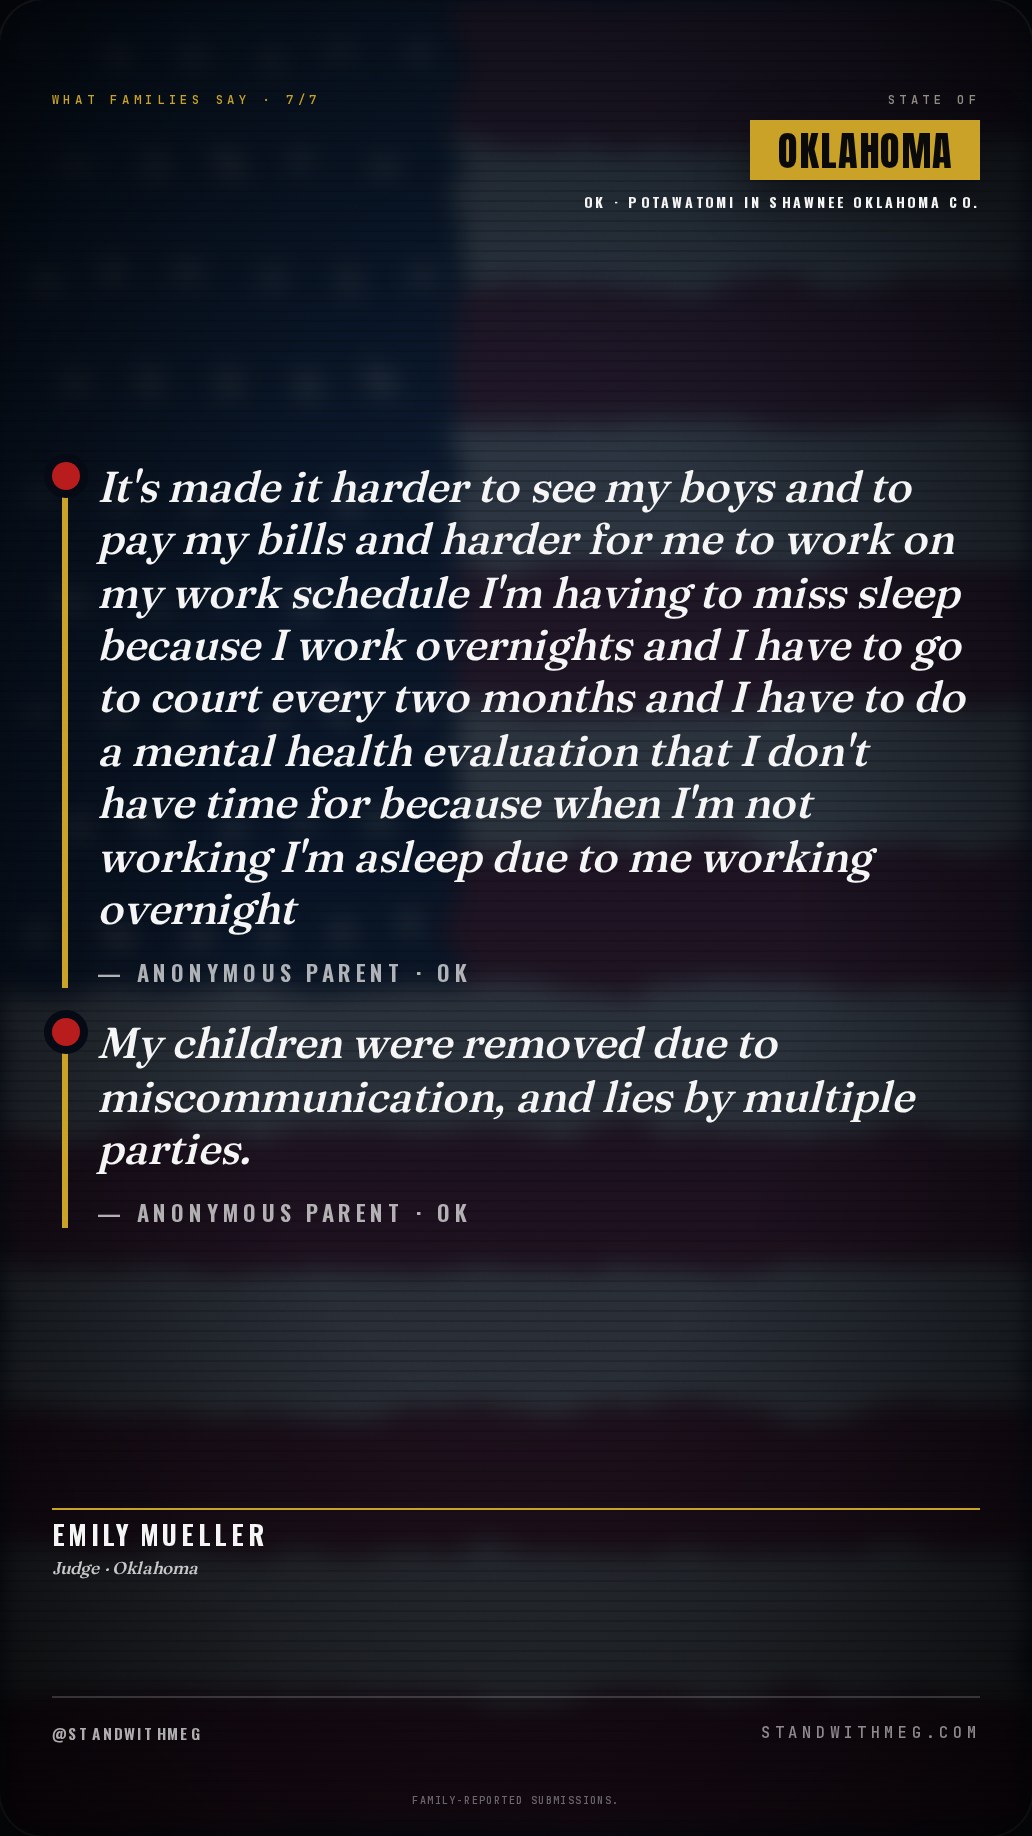 WHAT FAMILIES SAY · 7/7
STATE OF
OKLAHOMA
OK · POTAWATOMI IN SHAWNEE OKLAHOMA CO.
It's made it harder to see my boys and to
pay my bills and harder for me to work on
my work schedule I'm having to miss sleep
because I work overnights and I have to go
to court every two months and I have to do
a mental health evaluation that I don't
have time for because when I'm not
working I'm asleep due to me working
overnight
— ANONYMOUS PARENT · OK
My children were removed due to
miscommunication, and lies by multiple
parties.
— ANONYMOUS PARENT · OK
EMILY MUELLER
Judge · Oklahoma
@STANDWITHMEG
STANDWITHMEG.COM
FAMILY-REPORTED SUBMISSIONS.